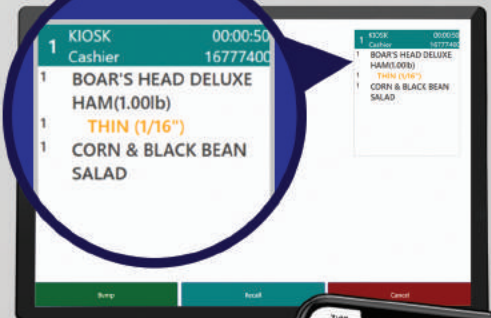 1 KIOSK 00:00:50
Cashier 16777400
1 BOAR'S HEAD DELUXE
HAM(1.00lb)
1 THIN (1/16")
1 CORN & BLACK BEAN
SALAD
1 KIOSK 00:00:50
Cashier 16777400
1 BOAR'S HEAD DELUXE
HAM(1.00lb)
1 THIN (1/16")
1 CORN & BLACK BEAN
SALAD
Bump Recall Cancel